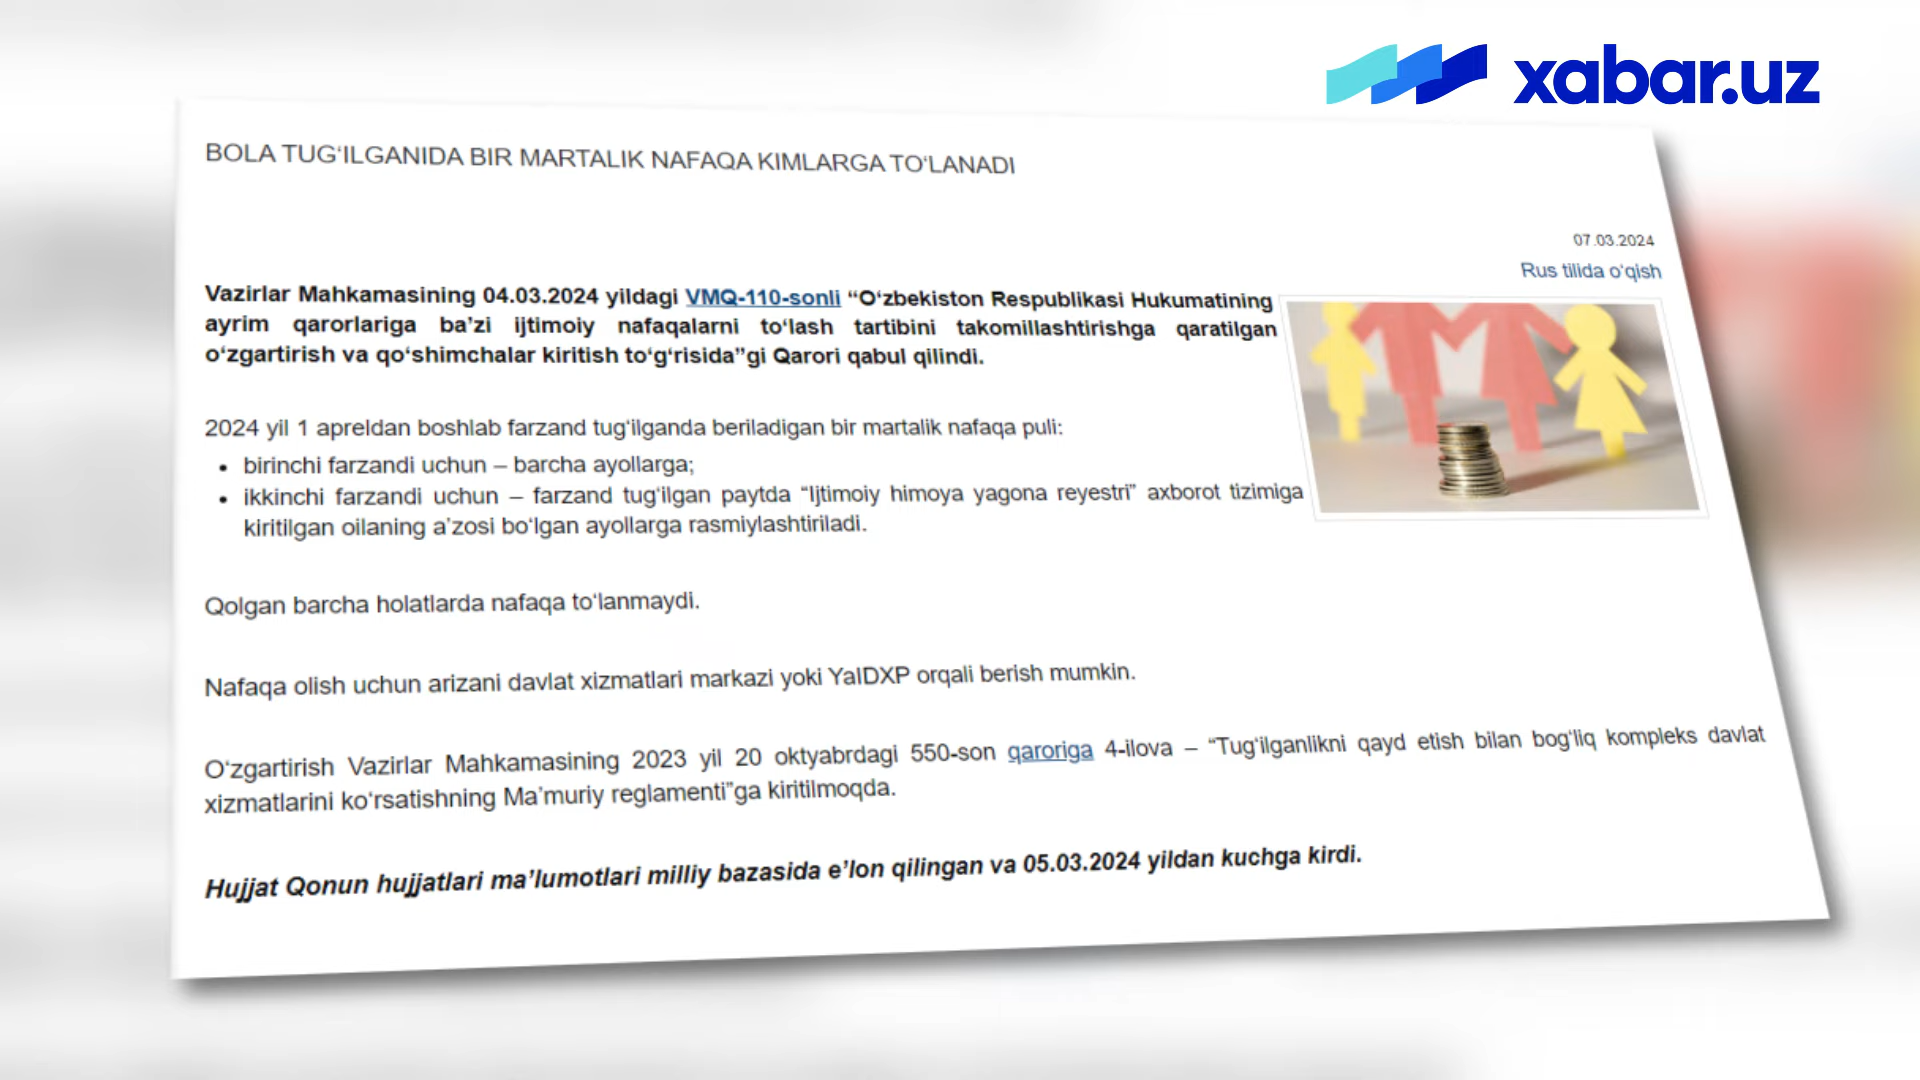 xabar.uz
BOLA TUG‘ILGANIDA BIR MARTALIK NAFAQA KIMLARGA TO‘LANADI
07.03.2024
Rus tilida o‘qish
Vazirlar Mahkamasining 04.03.2024 yildagi VMQ-110-sonli “O‘zbekiston Respublikasi Hukumatining
ayrim qarorlariga ba’zi ijtimoiy nafaqalarni to‘lash tartibini takomillashtirishga qaratilgan
o‘zgartirish va qo‘shimchalar kiritish to‘g‘risida”gi Qarori qabul qilindi.
2024 yil 1 apreldan boshlab farzand tug‘ilganda beriladigan bir martalik nafaqa puli:
• birinchi farzandi uchun – barcha ayollarga;
• ikkinchi farzandi uchun – farzand tug‘ilgan paytda “Ijtimoiy himoya yagona reyestri” axborot tizimiga
kiritilgan oilaning a’zosi bo‘lgan ayollarga rasmiylashtiriladi.
Qolgan barcha holatlarda nafaqa to‘lanmaydi.
Nafaqa olish uchun arizani davlat xizmatlari markazi yoki YaIDXP orqali berish mumkin.
O‘zgartirish Vazirlar Mahkamasining 2023 yil 20 oktyabrdagi 550-son qaroriga 4-ilova – “Tug‘ilganlikni qayd etish bilan bog‘liq kompleks davlat
xizmatlarini ko‘rsatishning Ma’muriy reglamenti”ga kiritilmoqda.
Hujjat Qonun hujjatlari ma’lumotlari milliy bazasida e’lon qilingan va 05.03.2024 yildan kuchga kirdi.